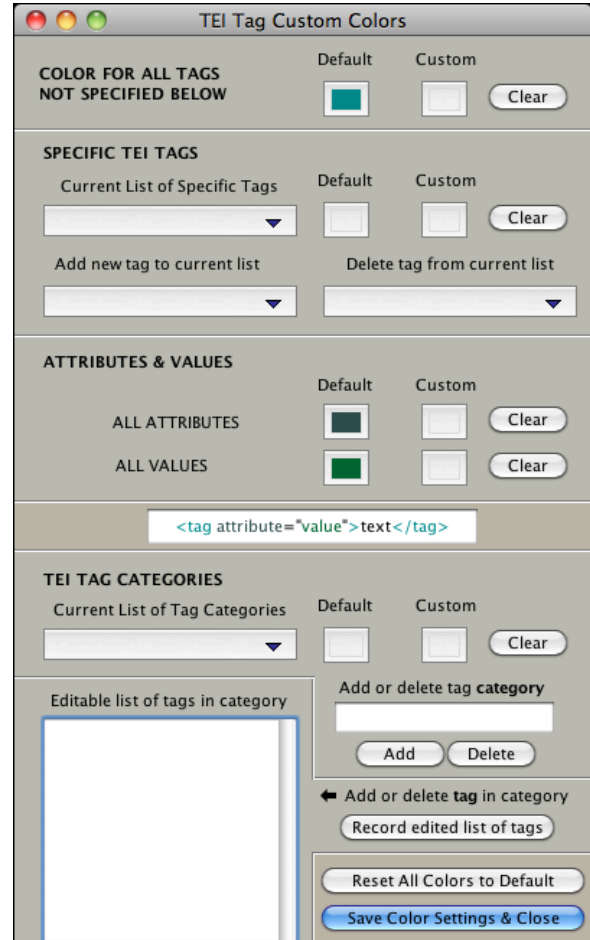 TEI Tag Custom Colors
COLOR FOR ALL TAGS
NOT SPECIFIED BELOW
Default Custom
Clear
SPECIFIC TEI TAGS
Current List of Specific Tags
Default Custom
Clear
Add new tag to current list
Delete tag from current list
ATTRIBUTES & VALUES
Default Custom
ALL ATTRIBUTES
Clear
ALL VALUES
Clear
<tag attribute="value">text</tag>
TEI TAG CATEGORIES
Current List of Tag Categories
Default Custom
Clear
Editable list of tags in category
Add or delete tag category
Add Delete
Add or delete tag in category
Record edited list of tags
Reset All Colors to Default
Save Color Settings & Close